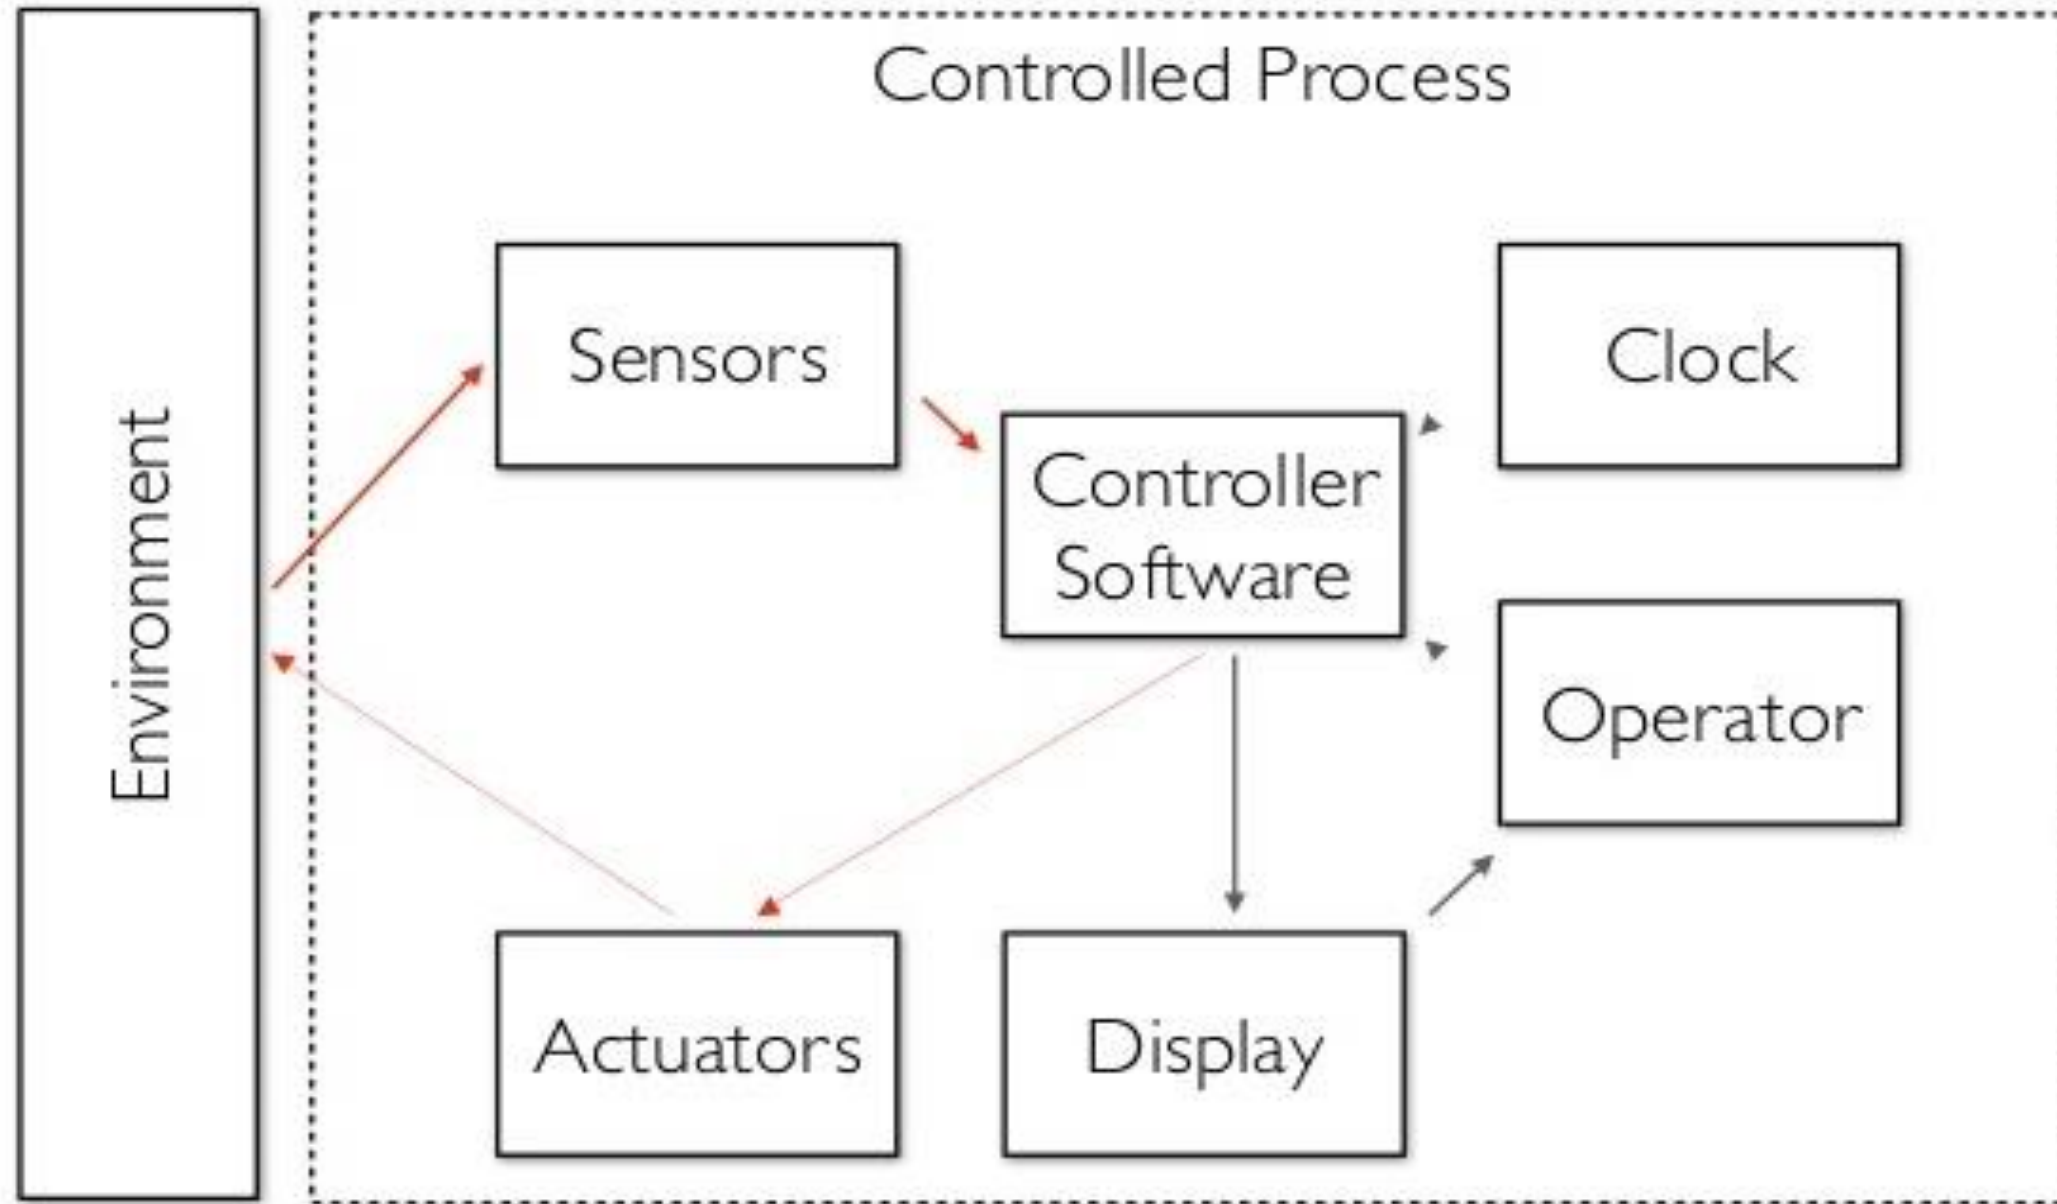 Controlled Process
Environment
Sensors
Clock
Controller
Software
Operator
Actuators
Display